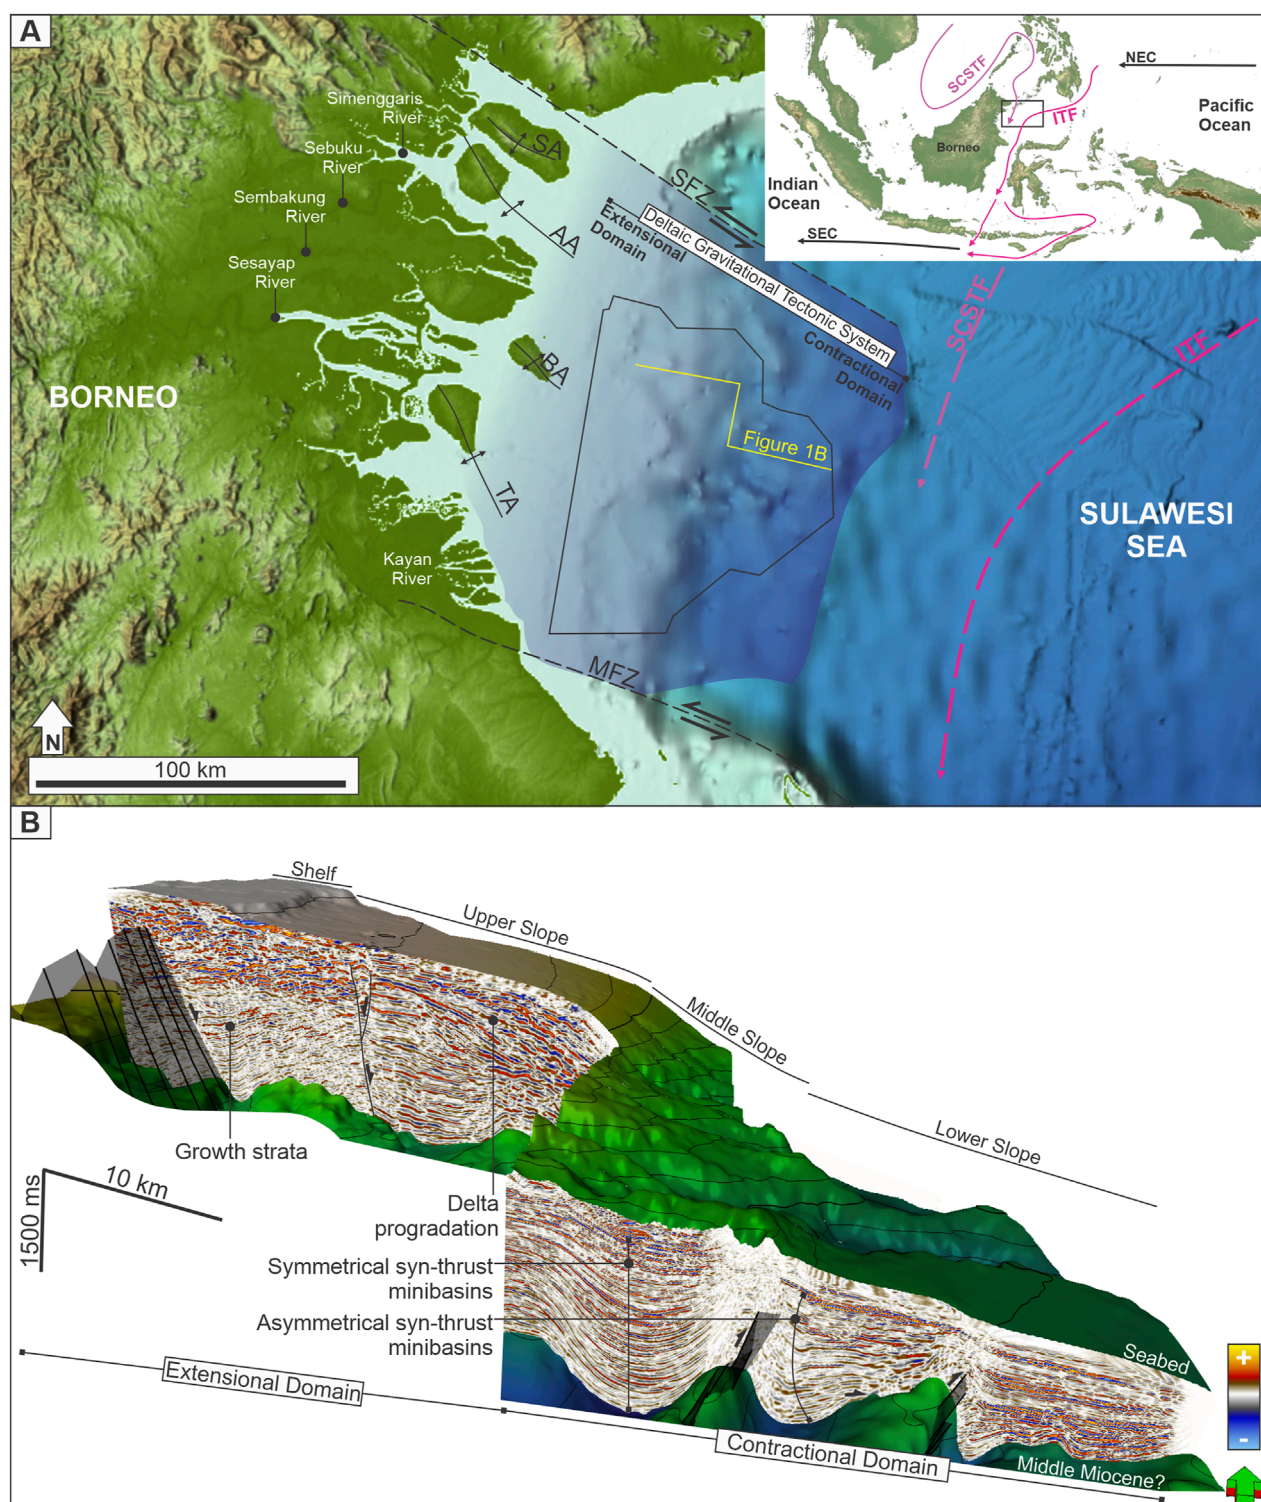 A
Simenggaris
River
Sebuku
River
Sembakung
River
Sesayap
River
BORNEO
Kayan
River
SA
AA
BA
TA
SFZ
Extensional
Domain
Deltaic Gravitational Tectonic System
Contractional
Domain
Figure 1B
MFZ
SCSTF
ITF
SULAWESI
SEA
N
100 km
SCSTF
NEC
ITF
Pacific
Ocean
Borneo
Indian
Ocean
SEC
B
Shelf
Upper Slope
Middle Slope
Lower Slope
Growth strata
10 km
1500 ms
Delta
progradation
Symmetrical syn-thrust
minibasins
Asymmetrical syn-thrust
minibasins
Extensional Domain
Contractional Domain
Seabed
Middle Miocene?
+
-